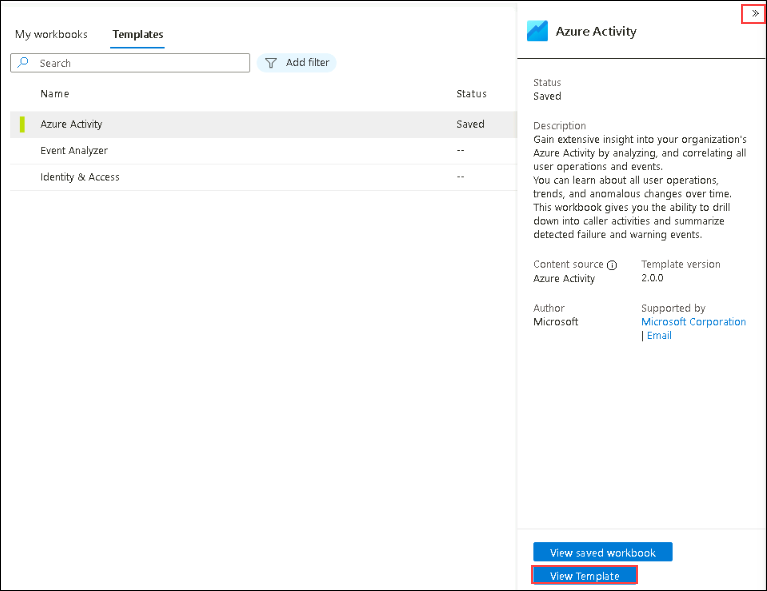 My workbooks Templates
Search
Add filter
Name Status
Azure Activity Saved
Event Analyzer --
Identity & Access --
»
Azure Activity
Status
Saved
Description
Gain extensive insight into your organization's
Azure Activity by analyzing, and correlating all
user operations and events.
You can learn about all user operations,
trends, and anomalous changes over time.
This workbook gives you the ability to drill
down into caller activities and summarize
detected failure and warning events.
Content source Template version
Azure Activity 2.0.0
Author Supported by
Microsoft Microsoft Corporation
| Email
View saved workbook
View Template